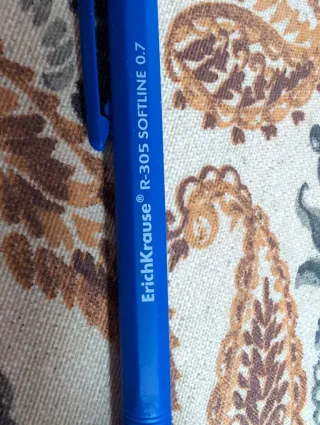 ErichKrause® R-305 SOFTLINE 0.7